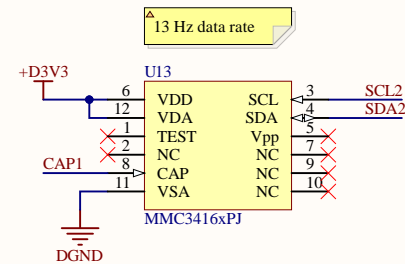 13 Hz data rate
+D3V3
U13
6 VDD SCL 3 SCL2
12 VDA SDA 4 SDA2
1 TEST Vpp 5
2 NC NC 7
CAP1 8 CAP NC 9
11 VSA NC 10
MMC3416xPJ
DGND